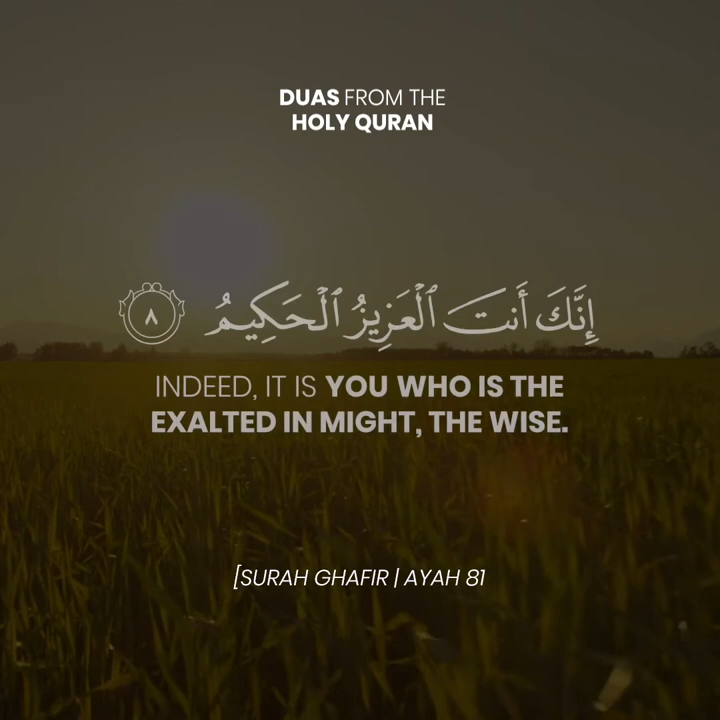 DUAS FROM THE
HOLY QURAN
إِنَّكَ أَنتَ ٱلْعَزِيزُ ٱلْحَكِيمُ ٨
INDEED, IT IS YOU WHO IS THE
EXALTED IN MIGHT, THE WISE.
[SURAH GHAFIR | AYAH 81